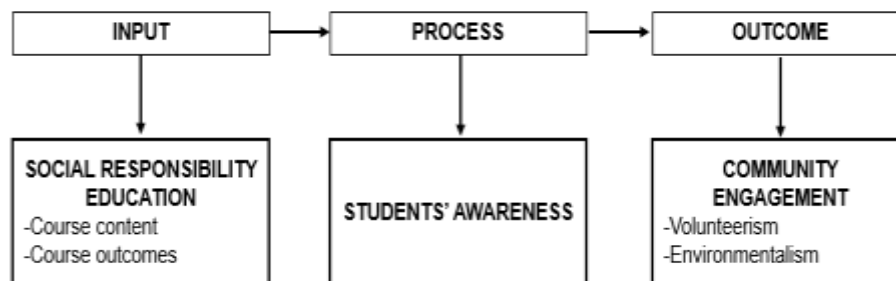 INPUT
PROCESS
OUTCOME
SOCIAL RESPONSIBILITY
EDUCATION
-Course content
-Course outcomes
STUDENTS’ AWARENESS
COMMUNITY
ENGAGEMENT
-Volunteerism
-Environmentalism